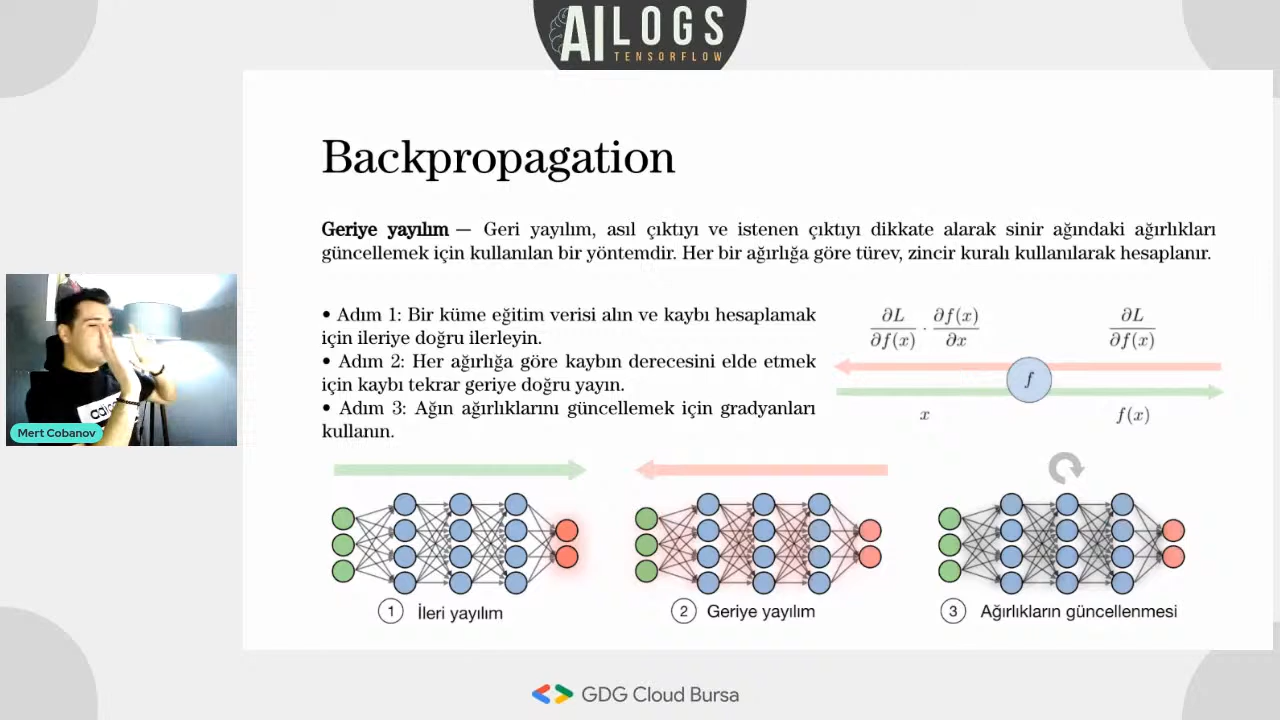 AI LOGS
TENSORFLOW
Backpropagation
Geriye yayılım — Geri yayılım, asıl çıktıyı ve istenen çıktıyı dikkate alarak sinir ağındaki ağırlıkları
güncellemek için kullanılan bir yöntemdir. Her bir ağırlığa göre türev, zincir kuralı kullanılarak hesaplanır.
• Adım 1: Bir küme eğitim verisi alın ve kaybı hesaplamak
için ileriye doğru ilerleyin.
• Adım 2: Her ağırlığa göre kaybın derecesini elde etmek
için kaybı tekrar geriye doğru yayın.
• Adım 3: Ağın ağırlıklarını güncellemek için gradyanları
kullanın.
∂L/∂f(x) · ∂f(x)/∂x
∂L/∂f(x)
f
x
f(x)
Mert Cobanov
1 İleri yayılım
2 Geriye yayılım
3 Ağırlıkların güncellenmesi
GDG Cloud Bursa